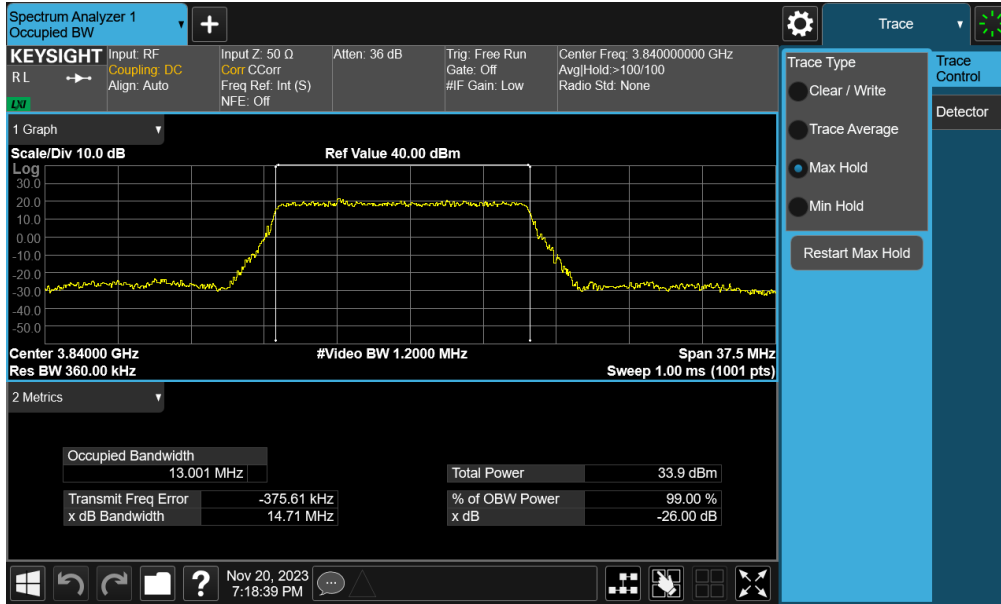 Spectrum Analyzer 1
Occupied BW
Trace
KEYSIGHT
R L
LXI
Input: RF
Coupling: DC
Align: Auto
Input Z: 50 Ω
Corr CCorr
Freq Ref: Int (S)
NFE: Off
Atten: 36 dB
Trig: Free Run
Gate: Off
#IF Gain: Low
Center Freq: 3.840000000 GHz
Avg|Hold:>100/100
Radio Std: None
Trace Type
Clear / Write
Trace Average
Max Hold
Min Hold
Restart Max Hold
Trace
Control
Detector
1 Graph
Scale/Div 10.0 dB
Ref Value 40.00 dBm
Log
30.0
20.0
10.0
0.00
-10.0
-20.0
-30.0
-40.0
-50.0
Center 3.84000 GHz
#Video BW 1.2000 MHz
Span 37.5 MHz
Res BW 360.00 kHz
Sweep 1.00 ms (1001 pts)
2 Metrics
Occupied Bandwidth
13.001 MHz
Total Power 33.9 dBm
Transmit Freq Error -375.61 kHz
% of OBW Power 99.00 %
x dB Bandwidth 14.71 MHz
x dB -26.00 dB
?
Nov 20, 2023
7:18:39 PM